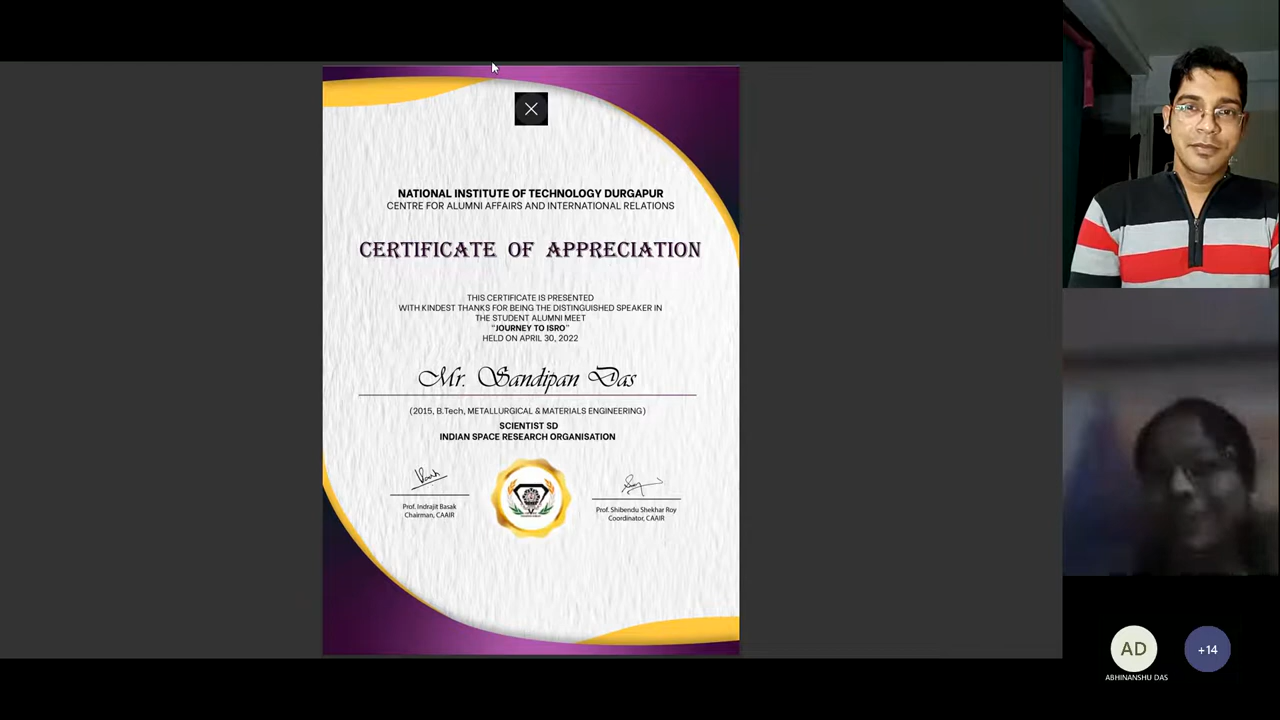 NATIONAL INSTITUTE OF TECHNOLOGY DURGAPUR
CENTRE FOR ALUMNI AFFAIRS AND INTERNATIONAL RELATIONS
CERTIFICATE OF APPRECIATION
THIS CERTIFICATE IS PRESENTED
WITH KINDEST THANKS FOR BEING THE DISTINGUISHED SPEAKER IN
THE STUDENT ALUMNI MEET
"JOURNEY TO ISRO"
HELD ON APRIL 30, 2022
Mr. Sandipan Das
(2015, B.Tech, METALLURGICAL & MATERIALS ENGINEERING)
SCIENTIST SD
INDIAN SPACE RESEARCH ORGANISATION
Prof. Indrajit Basak
Chairman, CAAIR
Prof. Shibendu Shekhar Roy
Coordinator, CAAIR
AD
ABHINANSHU DAS
+14